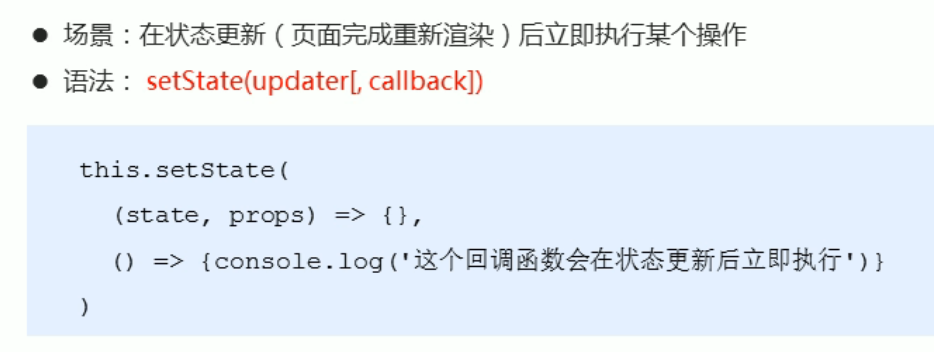 ● 场景：在状态更新（页面完成重新渲染）后立即执行某个操作
● 语法： setState(updater[, callback])
this.setState(
(state, props) => {},
() => {console.log('这个回调函数会在状态更新后立即执行')}
)